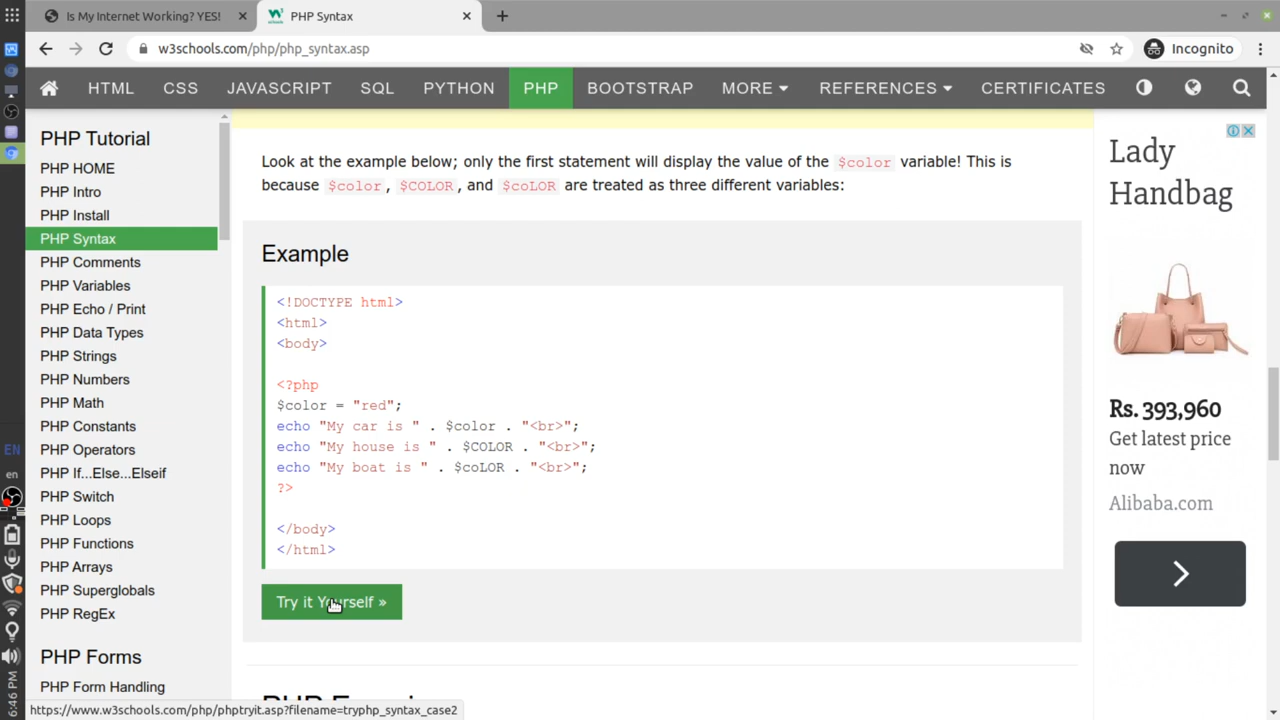 Is My Internet Working? YES!
PHP Syntax
w3schools.com/php/php_syntax.asp
Incognito
HTML CSS JAVASCRIPT SQL PYTHON PHP BOOTSTRAP MORE REFERENCES CERTIFICATES
PHP Tutorial
PHP HOME
PHP Intro
PHP Install
PHP Syntax
PHP Comments
PHP Variables
PHP Echo / Print
PHP Data Types
PHP Strings
PHP Numbers
PHP Math
PHP Constants
PHP Operators
PHP If...Else...Elseif
PHP Switch
PHP Loops
PHP Functions
PHP Arrays
PHP Superglobals
PHP RegEx
PHP Forms
PHP Form Handling
Look at the example below; only the first statement will display the value of the $color variable! This is
because $color, $COLOR, and $coLOR are treated as three different variables:
Example
<!DOCTYPE html>
<html>
<body>
<?php
$color = "red";
echo "My car is " . $color . "<br>";
echo "My house is " . $COLOR . "<br>";
echo "My boat is " . $coLOR . "<br>";
?>
</body>
</html>
Try it Yourself »
Lady
Handbag
Rs. 393,960
Get latest price
now
Alibaba.com
EN
en
6:46 PM
https://www.w3schools.com/php/phptryit.asp?filename=tryphp_syntax_case2